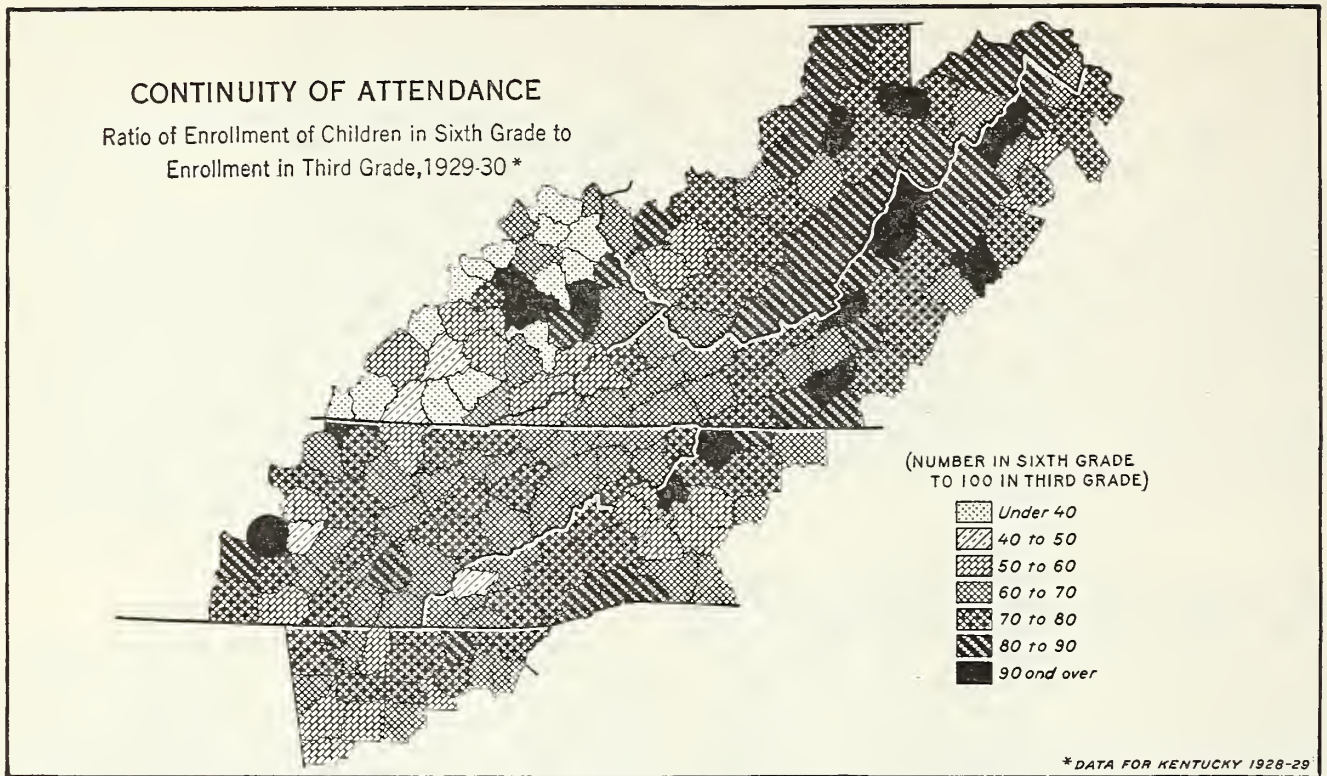 CONTINUITY OF ATTENDANCE
Ratio of Enrollment of Children in Sixth Grade to
Enrollment in Third Grade, 1929-30 *
(NUMBER IN SIXTH GRADE
TO 100 IN THIRD GRADE)
Under 40
40 to 50
50 to 60
60 to 70
70 to 80
80 to 90
90 and over
* DATA FOR KENTUCKY 1928-29